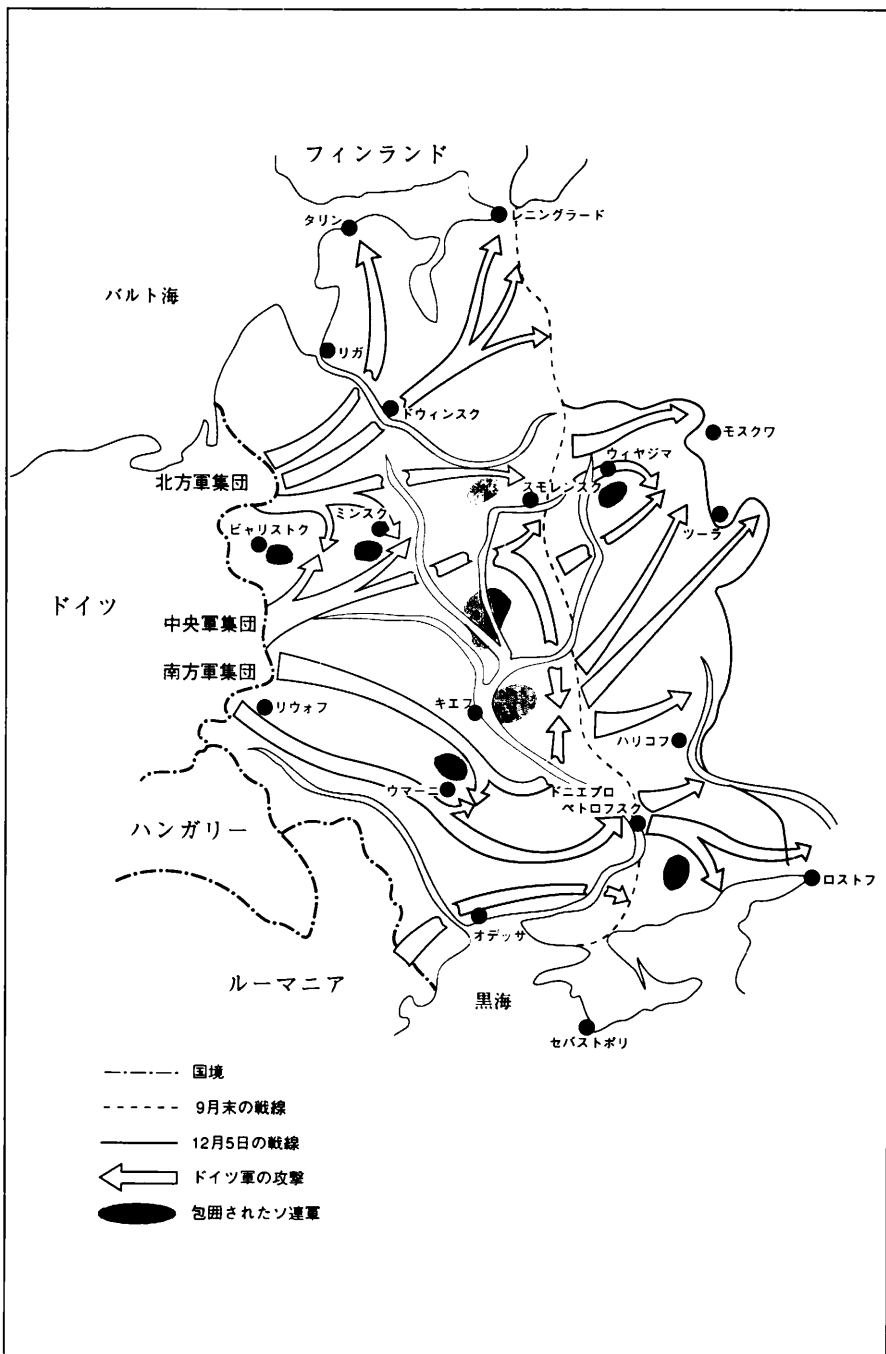 フィンランド
タリン
レニングラード
バルト海
リガ
ドウィンスク
モスクワ
ウィヤジマ
北方軍集団
スモレンスク
ミンスク
ビャリストク
ツーラ
ドイツ
中央軍集団
南方軍集団
リウォフ
キエフ
ハリコフ
ウマーニ
ドニエプロ
ペトロフスク
ハンガリー
ロストフ
オデッサ
ルーマニア
黒海
セバストポリ
国境
9月末の戦線
12月5日の戦線
ドイツ軍の攻撃
包囲されたソ連軍